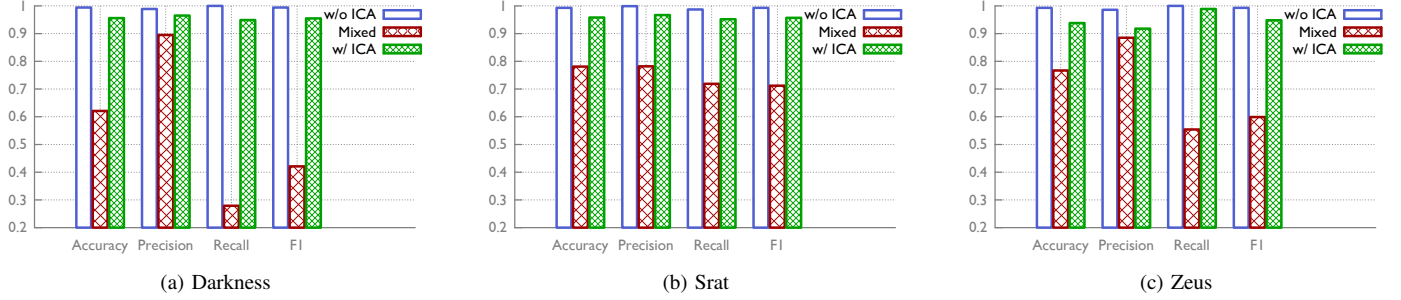 1
0.9
0.8
0.7
0.6
0.5
0.4
0.3
0.2
w/o ICA
Mixed
w/ ICA
Accuracy Precision Recall F1
(a) Darkness
1
0.9
0.8
0.7
0.6
0.5
0.4
0.3
0.2
w/o ICA
Mixed
w/ ICA
Accuracy Precision Recall F1
(b) Srat
1
0.9
0.8
0.7
0.6
0.5
0.4
0.3
0.2
w/o ICA
Mixed
w/ ICA
Accuracy Precision Recall F1
(c) Zeus